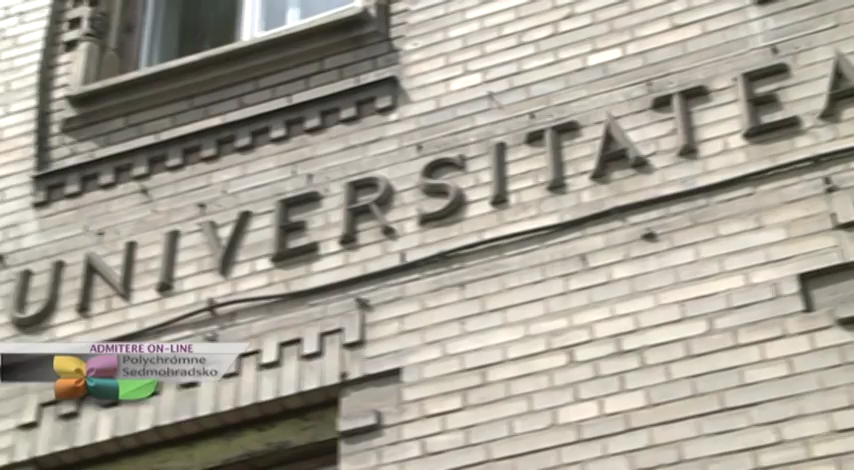 UNIVERSITATEA
ADMITERE ON-LINE
Polychrómne
Sedmohradsko